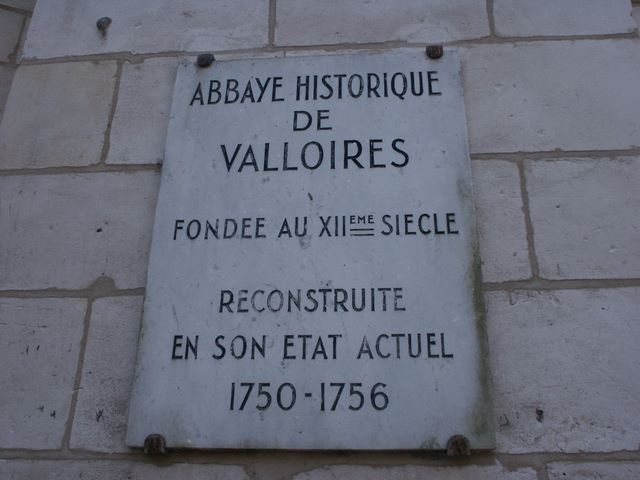 ABBAYE HISTORIQUE
DE
VALLOIRES
FONDEE AU XIIEME SIECLE
RECONSTRUITE
EN SON ETAT ACTUEL
1750-1756